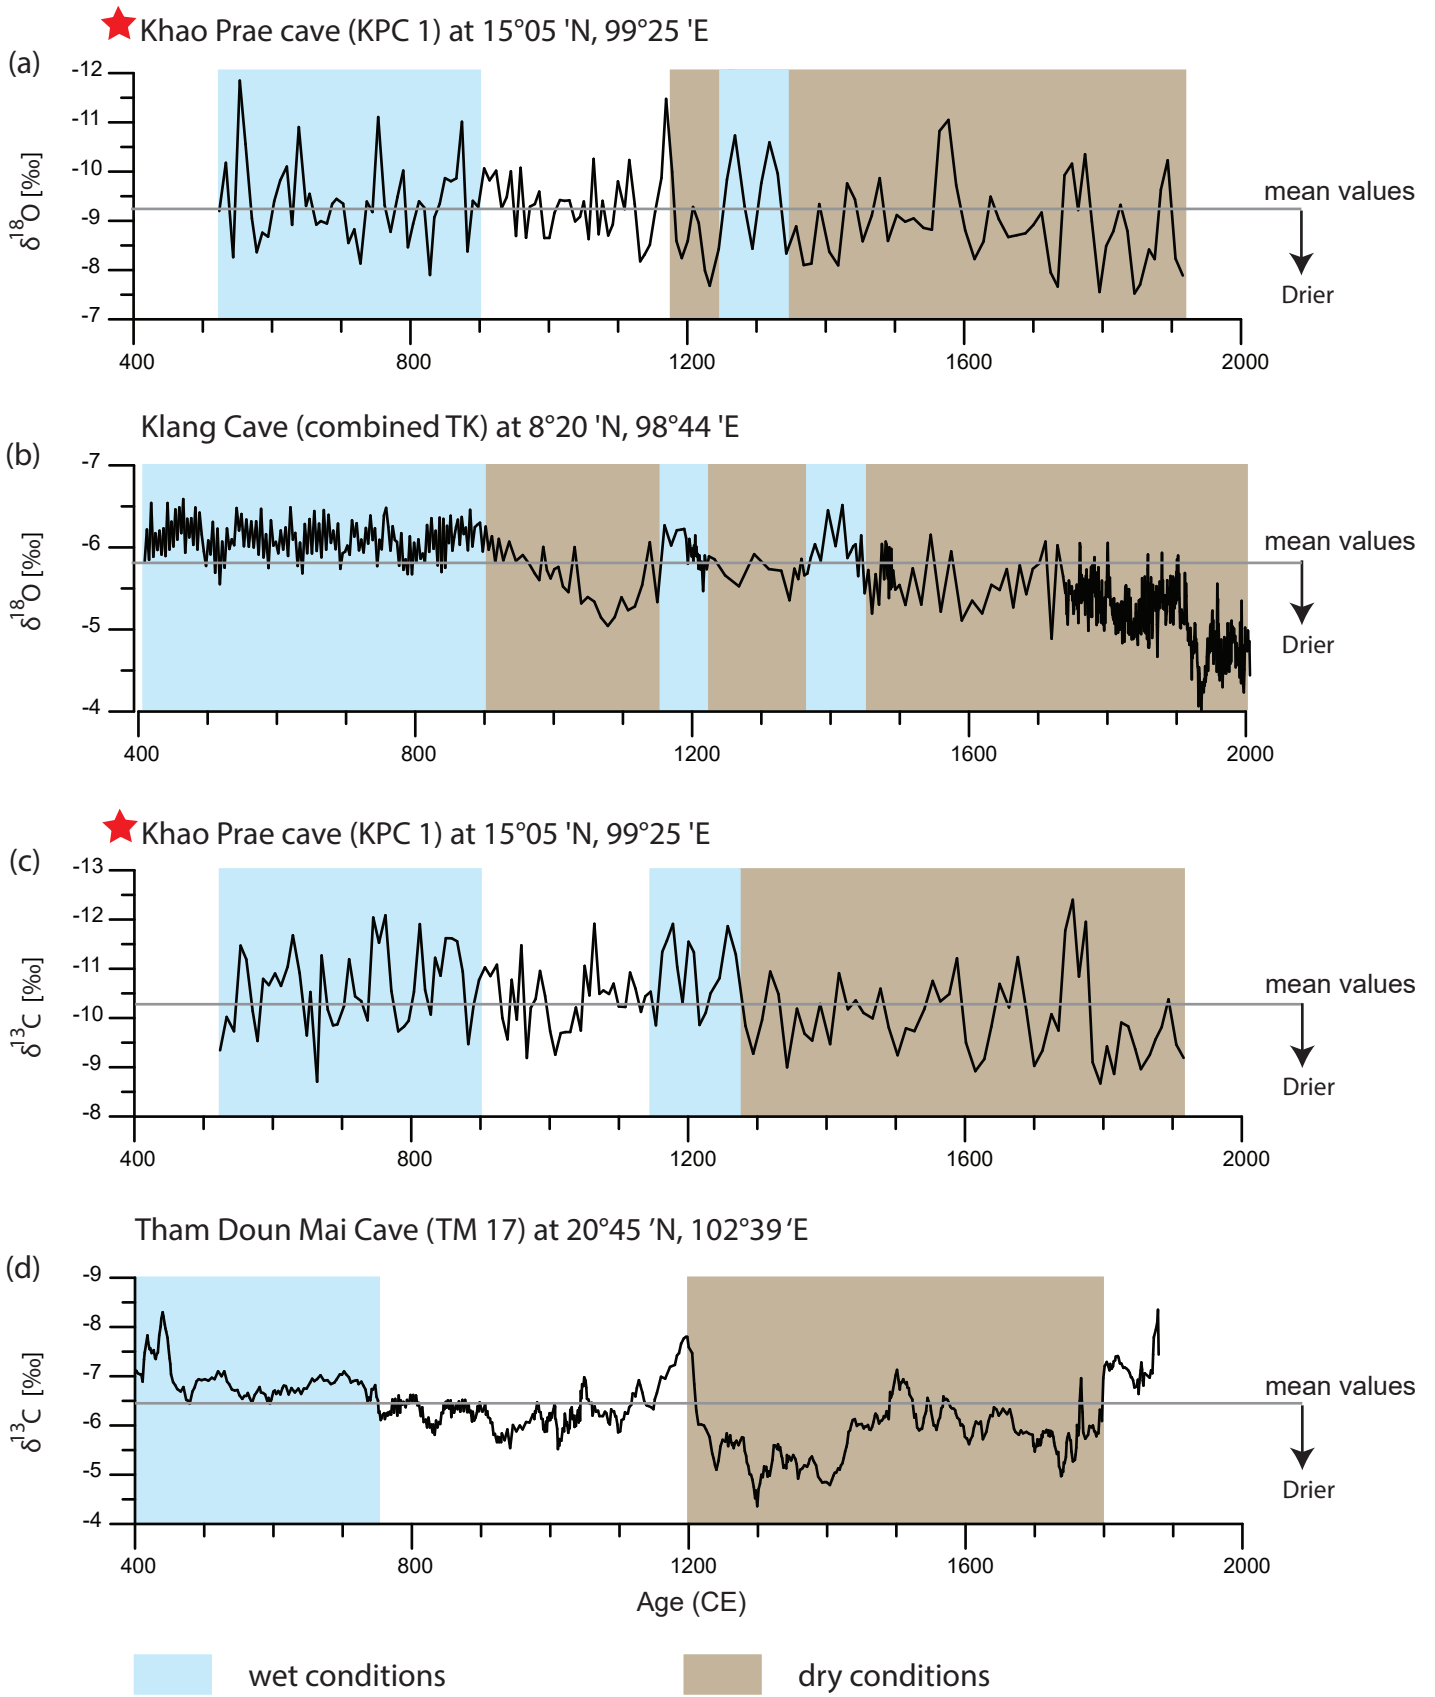 Khao Prae cave (KPC 1) at 15°05 'N, 99°25 'E
(a)
-12
-11
-10
-9
-8
-7
δ18O [‰]
mean values
Drier
400 800 1200 1600 2000
Klang Cave (combined TK) at 8°20 'N, 98°44 'E
(b)
-7
-6
-5
-4
δ18O [‰]
mean values
Drier
400 800 1200 1600 2000
Khao Prae cave (KPC 1) at 15°05 'N, 99°25 'E
(c)
-13
-12
-11
-10
-9
-8
δ13C [‰]
mean values
Drier
400 800 1200 1600 2000
Tham Doun Mai Cave (TM 17) at 20°45 ’N, 102°39 ‘E
(d)
-9
-8
-7
-6
-5
-4
δ13C [‰]
mean values
Drier
400 800 1200 1600 2000
Age (CE)
wet conditions
dry conditions